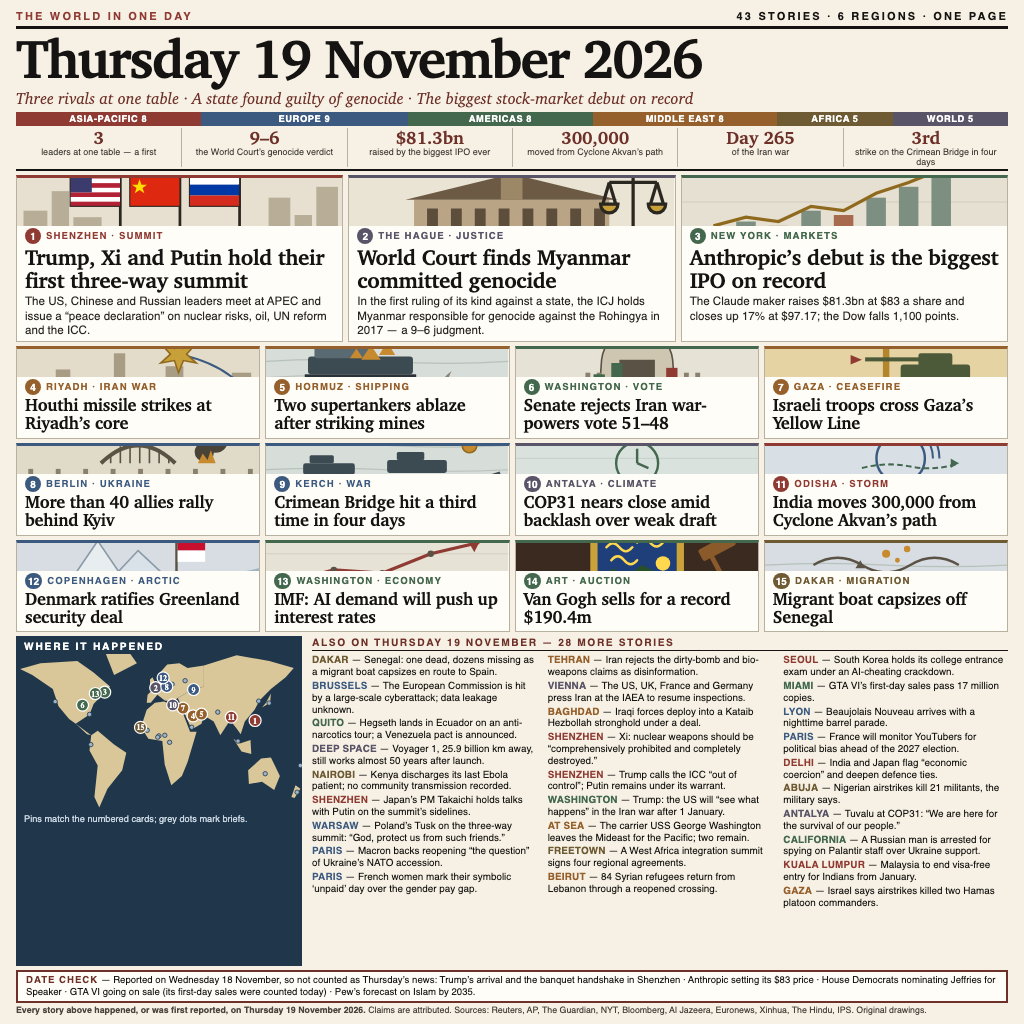 THE WORLD IN ONE DAY
43 STORIES · 6 REGIONS · ONE PAGE
Thursday 19 November 2026
Three rivals at one table · A state found guilty of genocide · The biggest stock-market debut on record
ASIA-PACIFIC 8
EUROPE 9
AMERICAS 8
MIDDLE EAST 8
AFRICA 5
WORLD 5
3
leaders at one table — a first
9–6
the World Court's genocide verdict
$81.3bn
raised by the biggest IPO ever
300,000
moved from Cyclone Akvan's path
Day 265
of the Iran war
3rd
strike on the Crimean Bridge in four
days
1 SHENZHEN · SUMMIT
Trump, Xi and Putin hold their
first three-way summit
The US, Chinese and Russian leaders meet at APEC and
issue a “peace declaration” on nuclear risks, oil, UN reform
and the ICC.
2 THE HAGUE · JUSTICE
World Court finds Myanmar
committed genocide
In the first ruling of its kind against a state, the ICJ holds
Myanmar responsible for genocide against the Rohingya in
2017 — a 9–6 judgment.
3 NEW YORK · MARKETS
Anthropic’s debut is the biggest
IPO on record
The Claude maker raises $81.3bn at $83 a share and
closes up 17% at $97.17; the Dow falls 1,100 points.
4 RIYADH · IRAN WAR
Houthi missile strikes at
Riyadh’s core
5 HORMUZ · SHIPPING
Two supertankers ablaze
after striking mines
6 WASHINGTON · VOTE
Senate rejects Iran war-
powers vote 51–48
7 GAZA · CEASEFIRE
Israeli troops cross Gaza’s
Yellow Line
8 BERLIN · UKRAINE
More than 40 allies rally
behind Kyiv
9 KERCH · WAR
Crimean Bridge hit a third
time in four days
10 ANTALYA · CLIMATE
COP31 nears close amid
backlash over weak draft
11 ODISHA · STORM
India moves 300,000 from
Cyclone Akvan’s path
12 COPENHAGEN · ARCTIC
Denmark ratifies Greenland
security deal
13 WASHINGTON · ECONOMY
IMF: AI demand will push up
interest rates
14 ART · AUCTION
Van Gogh sells for a record
$190.4m
15 DAKAR · MIGRATION
Migrant boat capsizes off
Senegal
WHERE IT HAPPENED
12
2
8
9
13
3
6
10
7
4
5
15
11
1
Pins match the numbered cards; grey dots mark briefs.
ALSO ON THURSDAY 19 NOVEMBER — 28 MORE STORIES
DAKAR — Senegal: one dead, dozens missing as
a migrant boat capsizes en route to Spain.
BRUSSELS — The European Commission is hit
by a large-scale cyberattack; data leakage
unknown.
QUITO — Hegseth lands in Ecuador on an anti-
narcotics tour; a Venezuela pact is announced.
DEEP SPACE — Voyager 1, 25.9 billion km away,
still works almost 50 years after launch.
NAIROBI — Kenya discharges its last Ebola
patient; no community transmission recorded.
SHENZHEN — Japan’s PM Takaichi holds talks
with Putin on the summit’s sidelines.
WARSAW — Poland’s Tusk on the three-way
summit: “God, protect us from such friends.”
PARIS — Macron backs reopening “the question”
of Ukraine’s NATO accession.
PARIS — French women mark their symbolic
‘unpaid’ day over the gender pay gap.
TEHRAN — Iran rejects the dirty-bomb and bio-
weapons claims as disinformation.
VIENNA — The US, UK, France and Germany
press Iran at the IAEA to resume inspections.
BAGHDAD — Iraqi forces deploy into a Kataib
Hezbollah stronghold under a deal.
SHENZHEN — Xi: nuclear weapons should be
“comprehensively prohibited and completely
destroyed.”
SHENZHEN — Trump calls the ICC “out of
control”; Putin remains under its warrant.
WASHINGTON — Trump: the US will “see what
happens” in the Iran war after 1 January.
AT SEA — The carrier USS George Washington
leaves the Mideast for the Pacific; two remain.
FREETOWN — A West Africa integration summit
signs four regional agreements.
BEIRUT — 84 Syrian refugees return from
Lebanon through a reopened crossing.
SEOUL — South Korea holds its college entrance
exam under an AI-cheating crackdown.
MIAMI — GTA VI’s first-day sales pass 17 million
copies.
LYON — Beaujolais Nouveau arrives with a
nighttime barrel parade.
PARIS — France will monitor YouTubers for
political bias ahead of the 2027 election.
DELHI — India and Japan flag “economic
coercion” and deepen defence ties.
ABUJA — Nigerian airstrikes kill 21 militants, the
military says.
ANTALYA — Tuvalu at COP31: “We are here for
the survival of our people.”
CALIFORNIA — A Russian man is arrested for
spying on Palantir staff over Ukraine support.
KUALA LUMPUR — Malaysia to end visa-free
entry for Indians from January.
GAZA — Israel says airstrikes killed two Hamas
platoon commanders.
DATE CHECK — Reported on Wednesday 18 November, so not counted as Thursday’s news: Trump’s arrival and the banquet handshake in Shenzhen · Anthropic setting its $83 price · House Democrats nominating Jeffries for
Speaker · GTA VI going on sale (its first-day sales were counted today) · Pew’s forecast on Islam by 2035.
Every story above happened, or was first reported, on Thursday 19 November 2026. Claims are attributed. Sources: Reuters, AP, The Guardian, NYT, Bloomberg, Al Jazeera, Euronews, Xinhua, The Hindu, IPS. Original drawings.